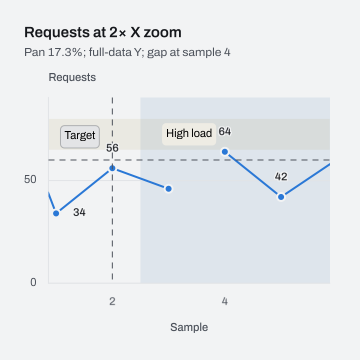 Requests at 2× X zoom
Pan 17.3%; full-data Y; gap at sample 4
Requests
Target
High load
64
56
50
42
34
0
2
4
Sample